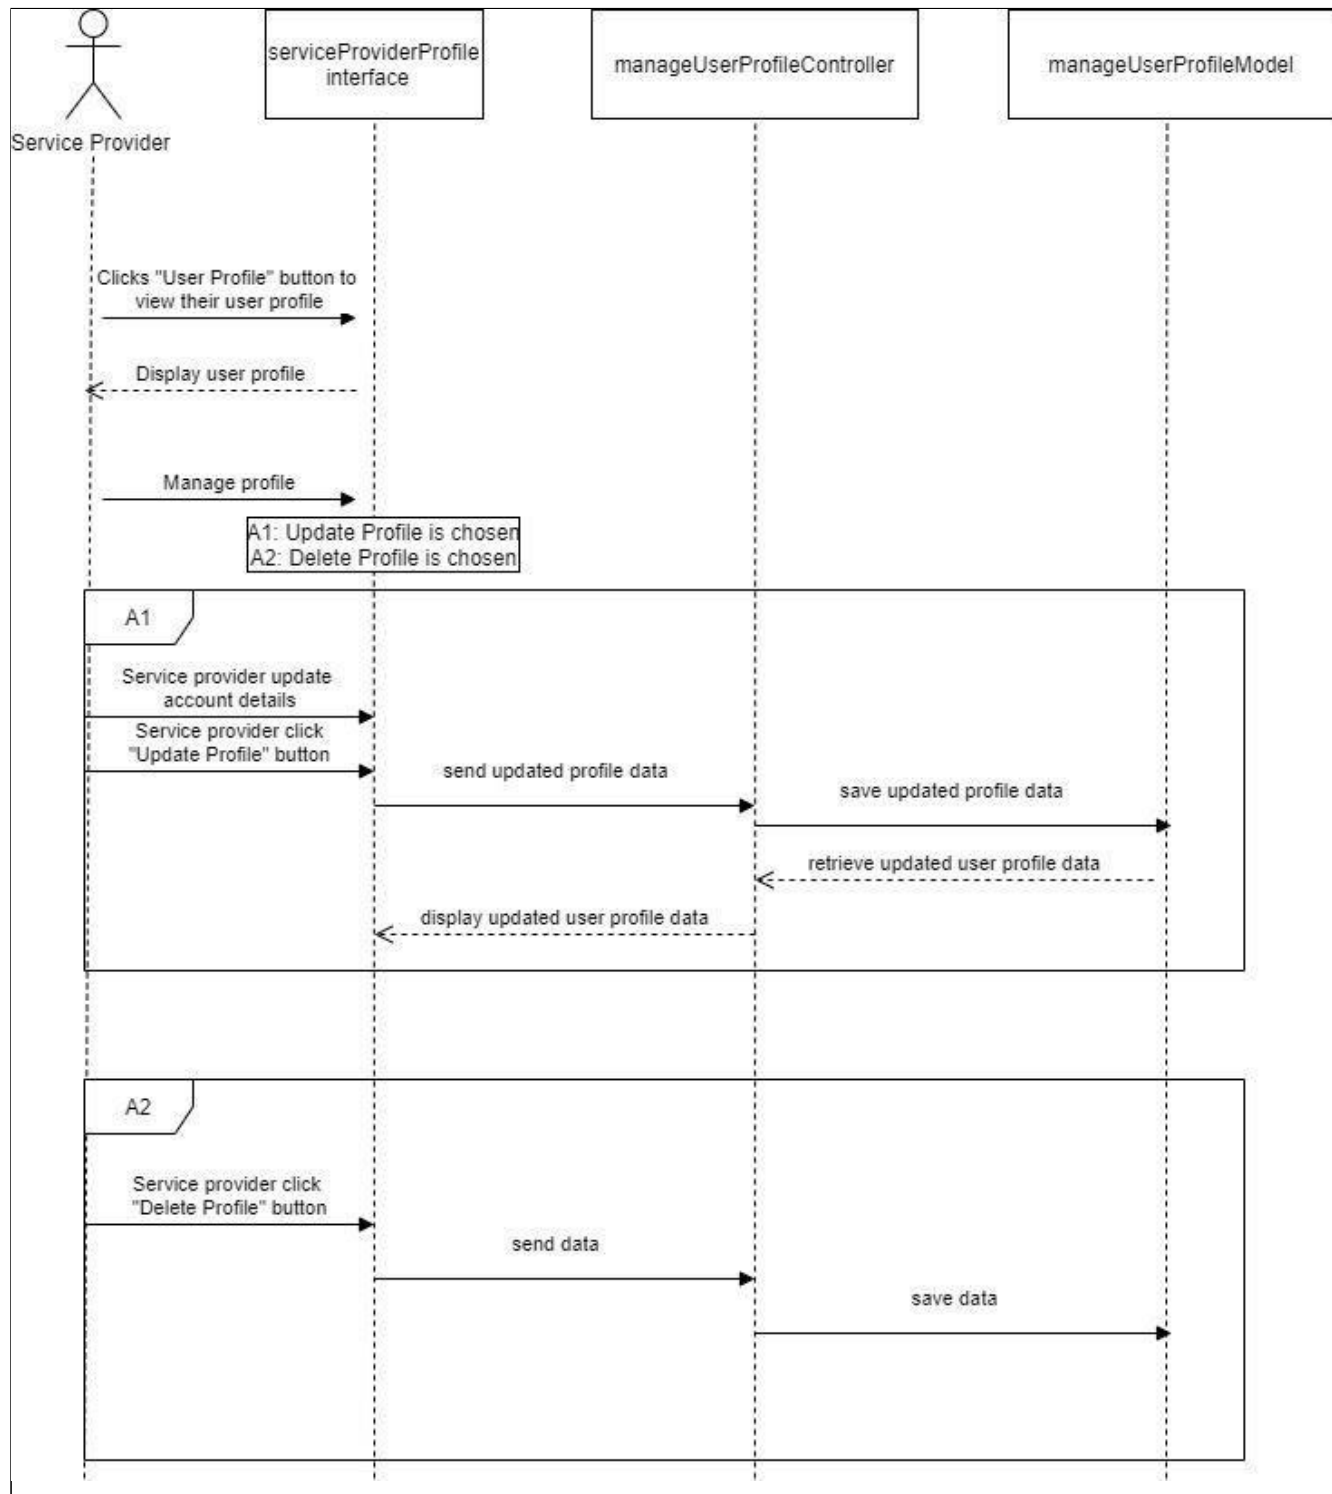 serviceProviderProfile
interface
manageUserProfileController
manageUserProfileModel
Service Provider
Clicks "User Profile" button to
view their user profile
Display user profile
Manage profile
A1: Update Profile is chosen
A2: Delete Profile is chosen
A1
Service provider update
account details
Service provider click
"Update Profile" button
send updated profile data
save updated profile data
retrieve updated user profile data
display updated user profile data
A2
Service provider click
"Delete Profile" button
send data
save data